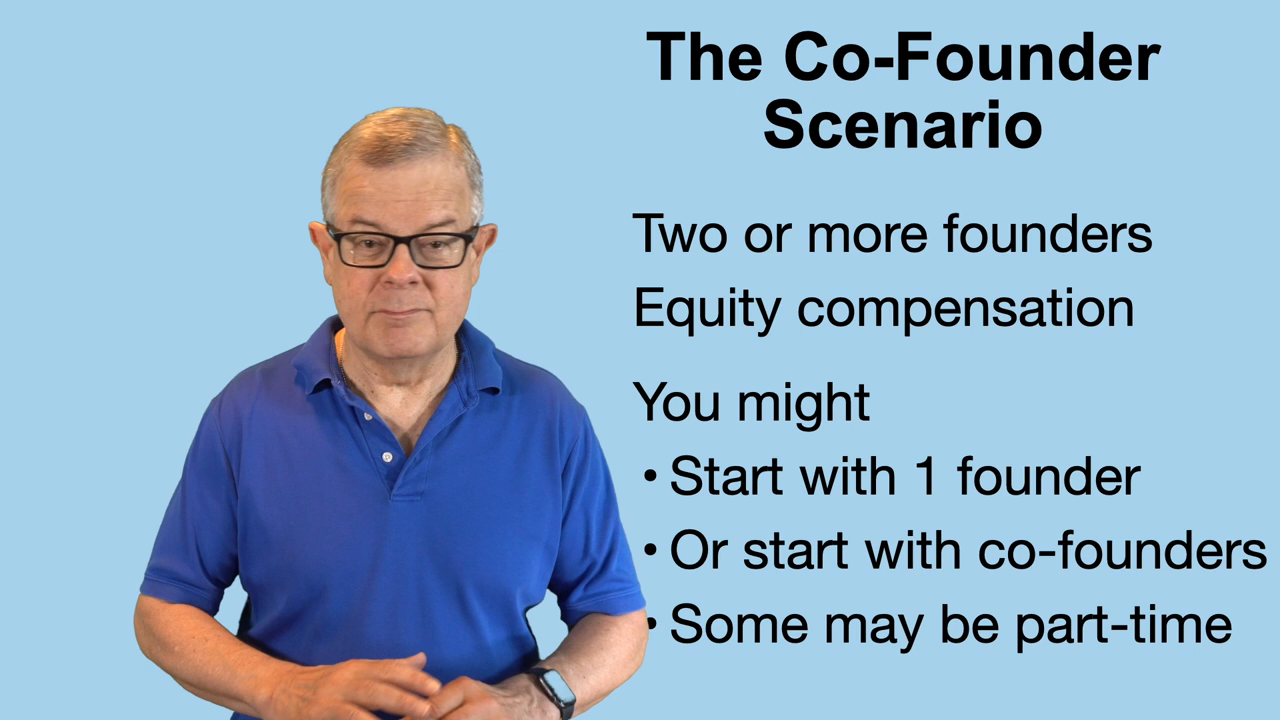 The Co-Founder
Scenario
Two or more founders
Equity compensation
You might
• Start with 1 founder
• Or start with co-founders
• Some may be part-time